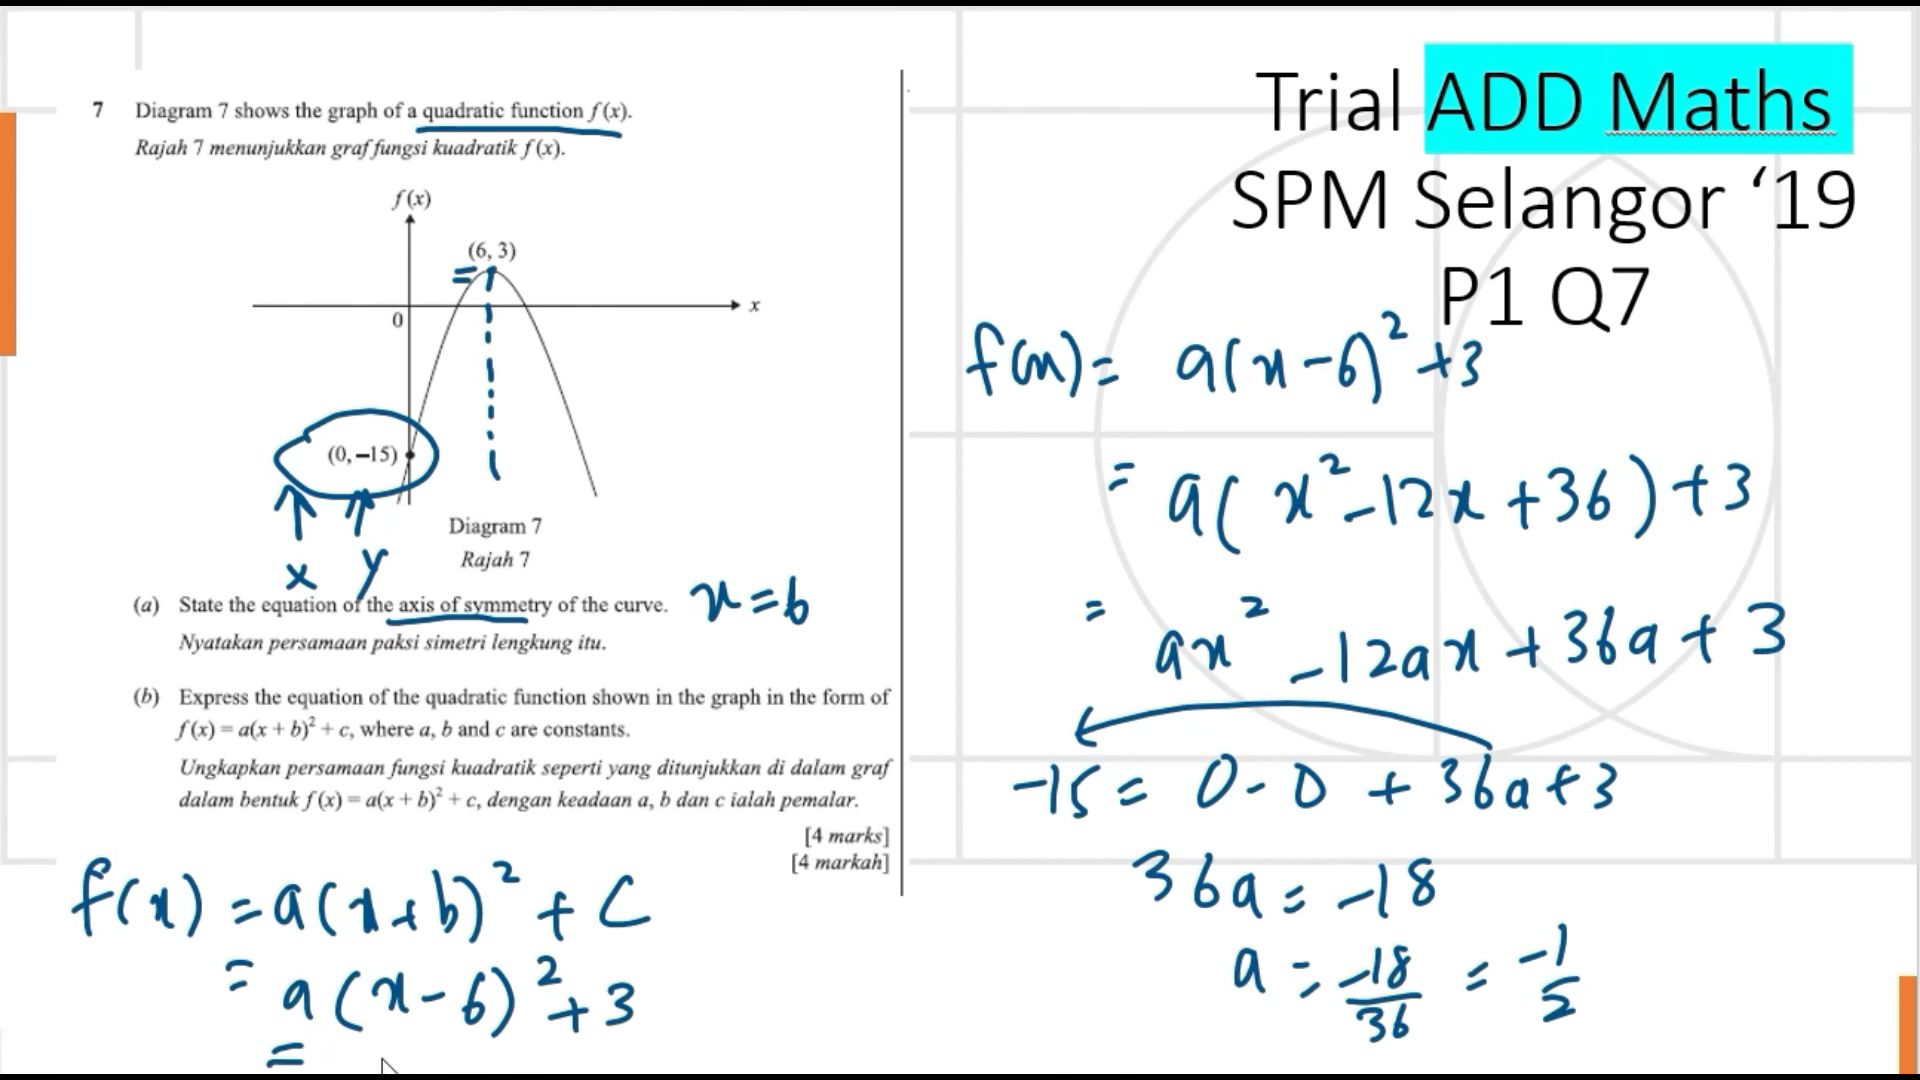 Trial ADD Maths
SPM Selangor ‘19
P1 Q7
7 Diagram 7 shows the graph of a quadratic function f(x).
Rajah 7 menunjukkan graf fungsi kuadratik f(x).
f(x)
(6, 3)
=
x
0
(0, –15)
x y
Diagram 7
Rajah 7
(a) State the equation of the axis of symmetry of the curve. x = 6
Nyatakan persamaan paksi simetri lengkung itu.
(b) Express the equation of the quadratic function shown in the graph in the form of
f(x) = a(x + b)² + c, where a, b and c are constants.
Ungkapkan persamaan fungsi kuadratik seperti yang ditunjukkan di dalam graf
dalam bentuk f(x) = a(x + b)² + c, dengan keadaan a, b dan c ialah pemalar.
[4 marks]
[4 markah]
f(x) = a(x+b)² + c
= a(x-6)² + 3
=
f(x) = a(x-6)² + 3
= a(x² - 12x + 36) + 3
= ax² - 12ax + 36a + 3
-15 = 0 - 0 + 36a + 3
36a = -18
a = -18/36 = -1/2